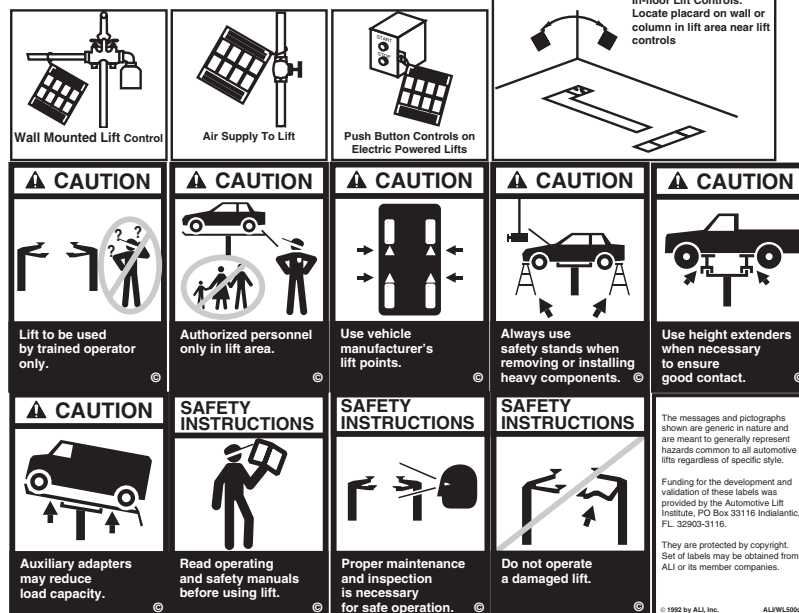 In-floor Lift Controls.
Locate placard on wall or
column in lift area near lift
controls
START
STOP
Wall Mounted Lift Control
Air Supply To Lift
Push Button Controls on
Electric Powered Lifts
CAUTION
??
Lift to be used
by trained operator
only.
©
CAUTION
Authorized personnel
only in lift area.
©
CAUTION
Use vehicle
manufacturer's
lift points.
©
CAUTION
Always use
safety stands when
removing or installing
heavy components. ©
CAUTION
Use height extenders
when necessary
to ensure
good contact.
©
CAUTION
Auxiliary adapters
may reduce
load capacity.
©
SAFETY
INSTRUCTIONS
Read operating
and safety manuals
before using lift.
©
SAFETY
INSTRUCTIONS
Proper maintenance
and inspection
is necessary
for safe operation. ©
SAFETY
INSTRUCTIONS
Do not operate
a damaged lift.
©
The messages and pictographs
shown are generic in nature and
are meant to generally represent
hazards common to all automotive
lifts regardless of specific style.
Funding for the development and
validation of these labels was
provided by the Automotive Lift
Institute, PO Box 33116 Indialantic,
FL. 32903-3116.
They are protected by copyright.
Set of labels may be obtained from
ALI or its member companies.
© 1992 by ALI, Inc.